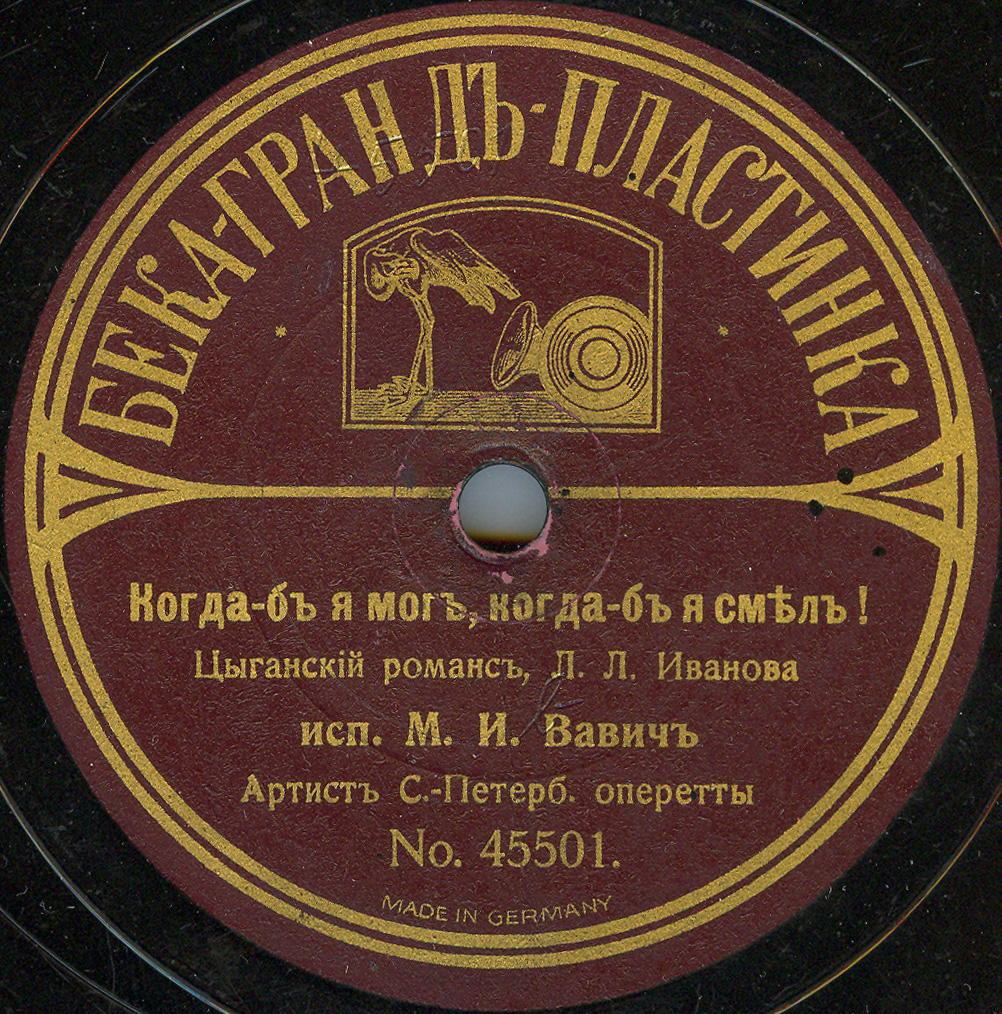 БЕКА-ГРАНДЪ-ПЛАСТИНКА
Когда-бъ я могъ, когда-бъ я смѣлъ!
Цыганскій романсъ, Л. Л. Иванова
исп. М. И. Вавичъ
Артистъ С.-Петерб. оперетты
No. 45501.
MADE IN GERMANY